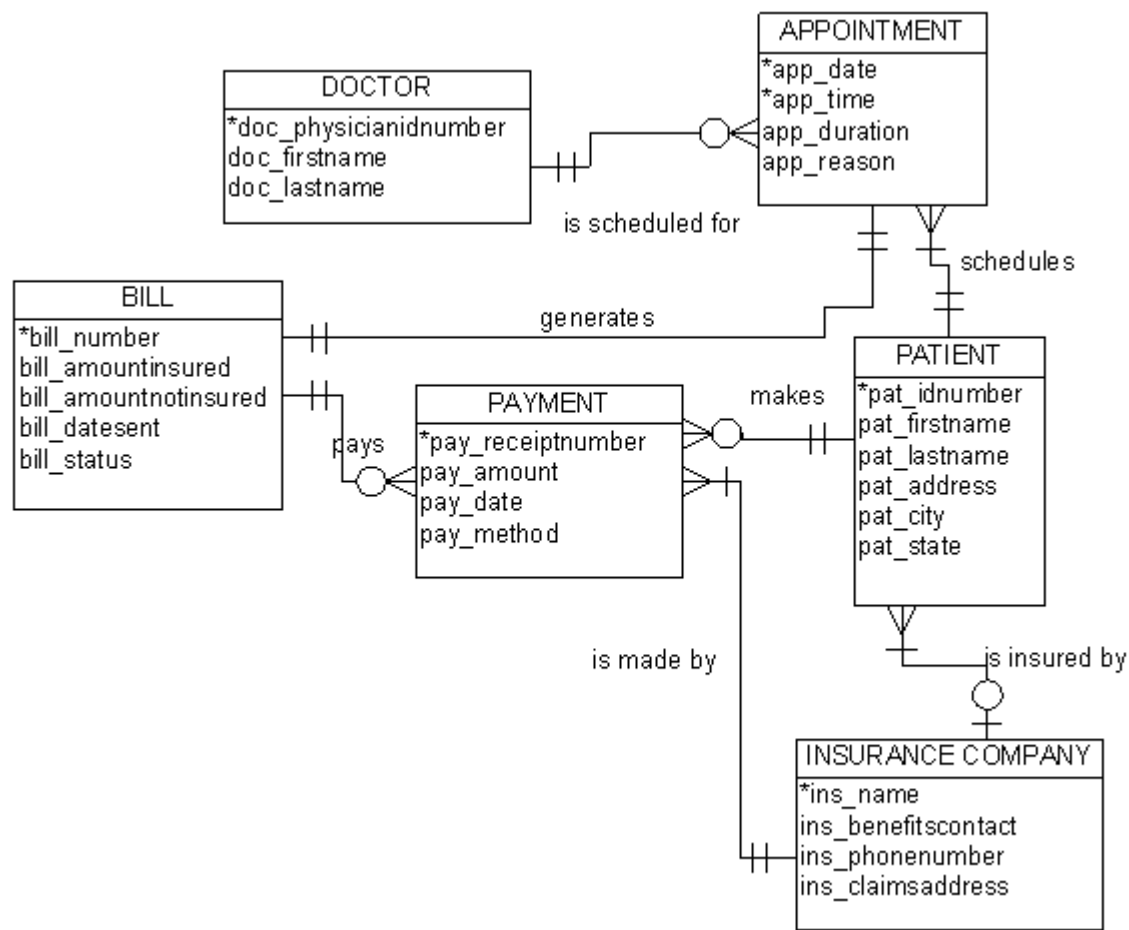 APPOINTMENT
*app_date
*app_time
app_duration
app_reason
DOCTOR
*doc_physicianidnumber
doc_firstname
doc_lastname
is scheduled for
schedules
BILL
*bill_number
bill_amountinsured
bill_amountnotinsured
bill_datesent
bill_status
generates
PATIENT
*pat_idnumber
pat_firstname
pat_lastname
pat_address
pat_city
pat_state
makes
PAYMENT
*pay_receiptnumber
pay_amount
pay_date
pay_method
pays
is made by
is insured by
INSURANCE COMPANY
*ins_name
ins_benefitscontact
ins_phonenumber
ins_claimsaddress